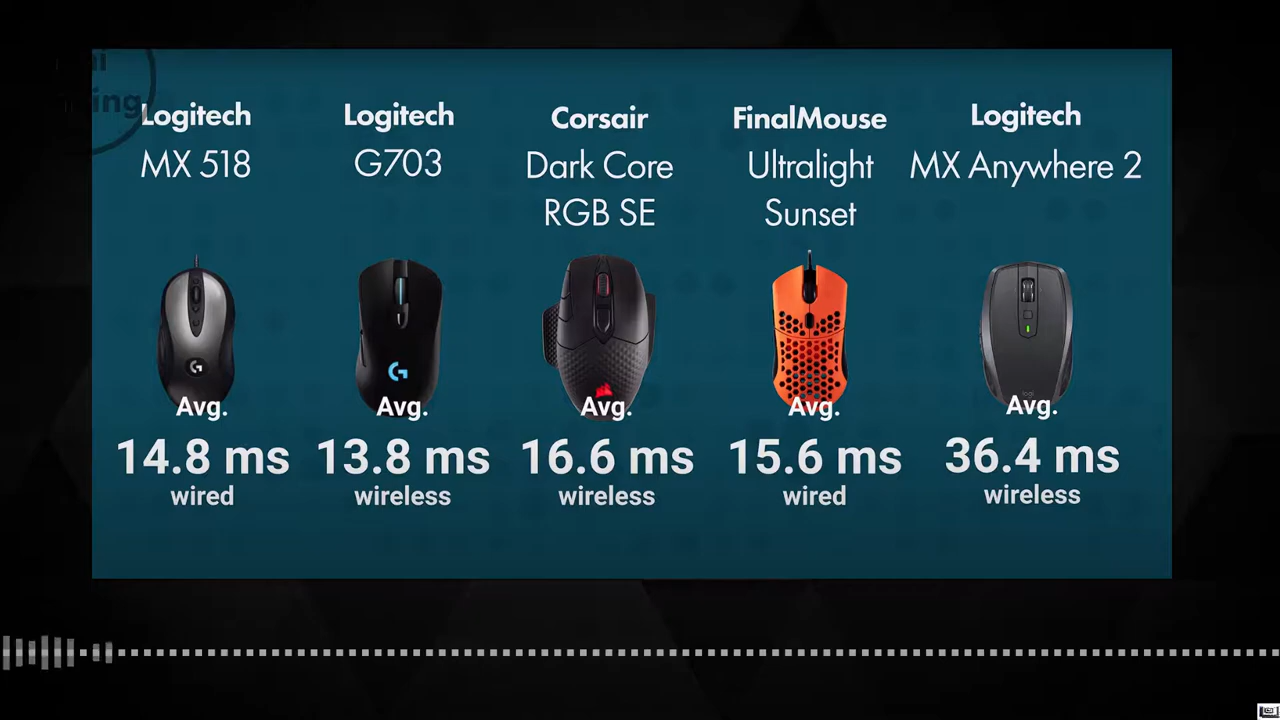 Logitech
MX 518
Avg.
14.8 ms
wired
Logitech
G703
Avg.
13.8 ms
wireless
Corsair
Dark Core
RGB SE
Avg.
16.6 ms
wireless
FinalMouse
Ultralight
Sunset
Avg.
15.6 ms
wired
Logitech
MX Anywhere 2
Avg.
36.4 ms
wireless